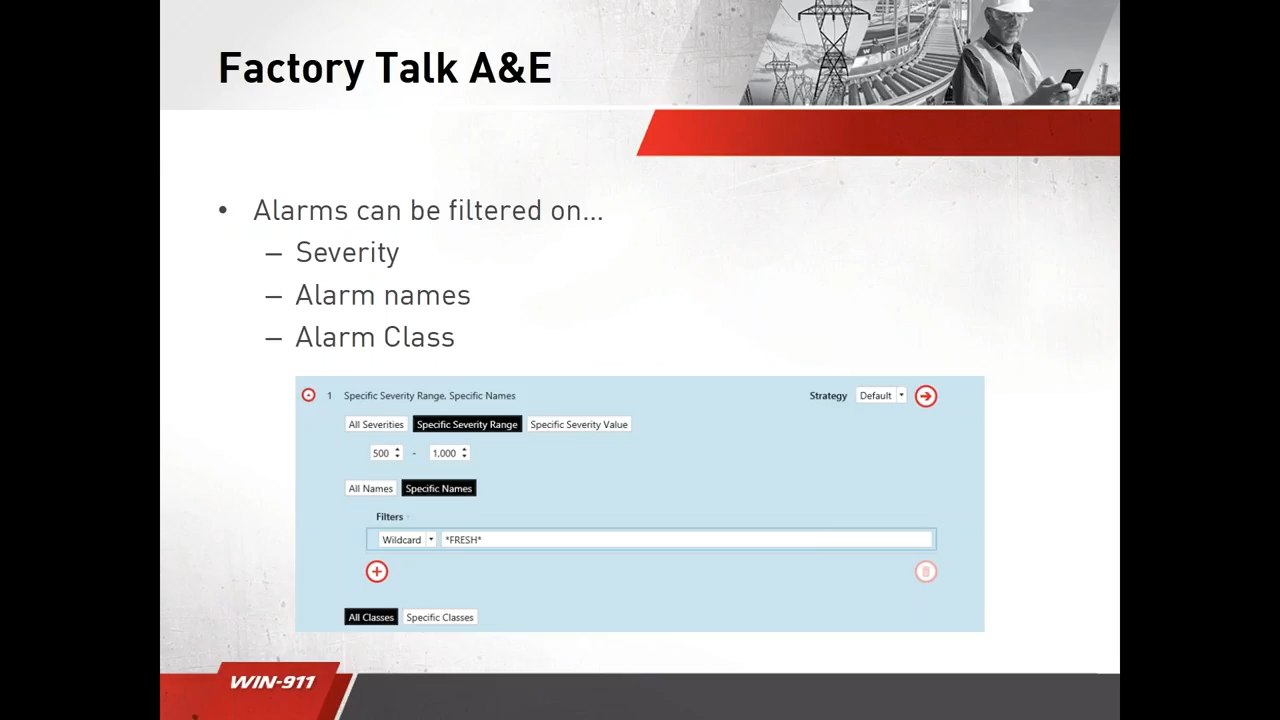 Factory Talk A&E
• Alarms can be filtered on...
– Severity
– Alarm names
– Alarm Class
1 Specific Severity Range, Specific Names Strategy Default
All Severities Specific Severity Range Specific Severity Value
500 - 1,000
All Names Specific Names
Filters
Wildcard *FRESH*
All Classes Specific Classes
WIN-911